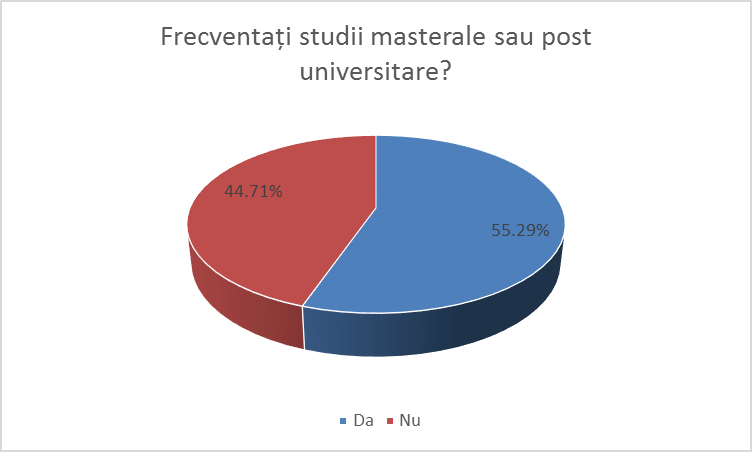 Frecventați studii masterale sau post
universitare?
44.71%
55.29%
Da Nu